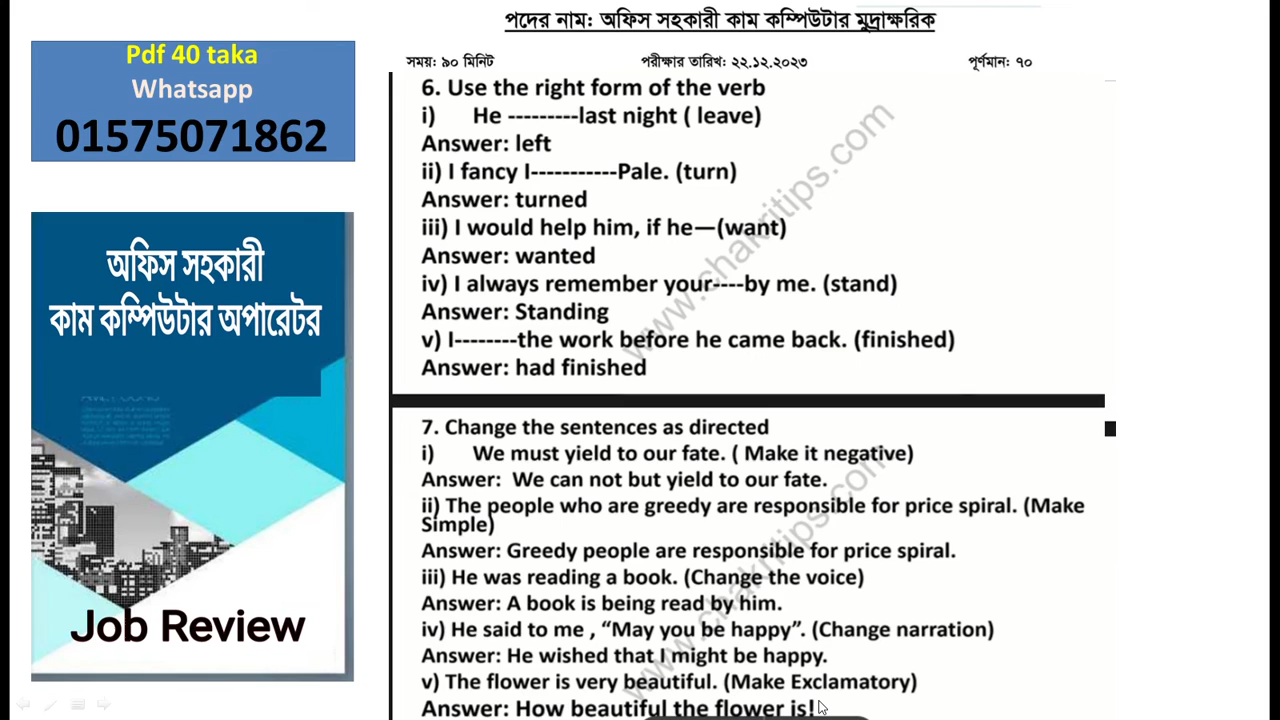 পদের নাম: অফিস সহকারী কাম কম্পিউটার মুদ্রাক্ষরিক
সময়: ৯০ মিনিট পরীক্ষার তারিখ: ২২.১২.২০২৩ পূর্ণমান: ৭০
Pdf 40 taka
Whatsapp
01575071862
অফিস সহকারী
কাম কম্পিউটার অপারেটর
Job Review
6. Use the right form of the verb
i) He ---------last night ( leave)
Answer: left
ii) I fancy I-----------Pale. (turn)
Answer: turned
iii) I would help him, if he—(want)
Answer: wanted
iv) I always remember your----by me. (stand)
Answer: Standing
v) I--------the work before he came back. (finished)
Answer: had finished
7. Change the sentences as directed
i) We must yield to our fate. ( Make it negative)
Answer: We can not but yield to our fate.
ii) The people who are greedy are responsible for price spiral. (Make
Simple)
Answer: Greedy people are responsible for price spiral.
iii) He was reading a book. (Change the voice)
Answer: A book is being read by him.
iv) He said to me , “May you be happy”. (Change narration)
Answer: He wished that I might be happy.
v) The flower is very beautiful. (Make Exclamatory)
Answer: How beautiful the flower is!
www.chakritips.com
www.chakritips.com